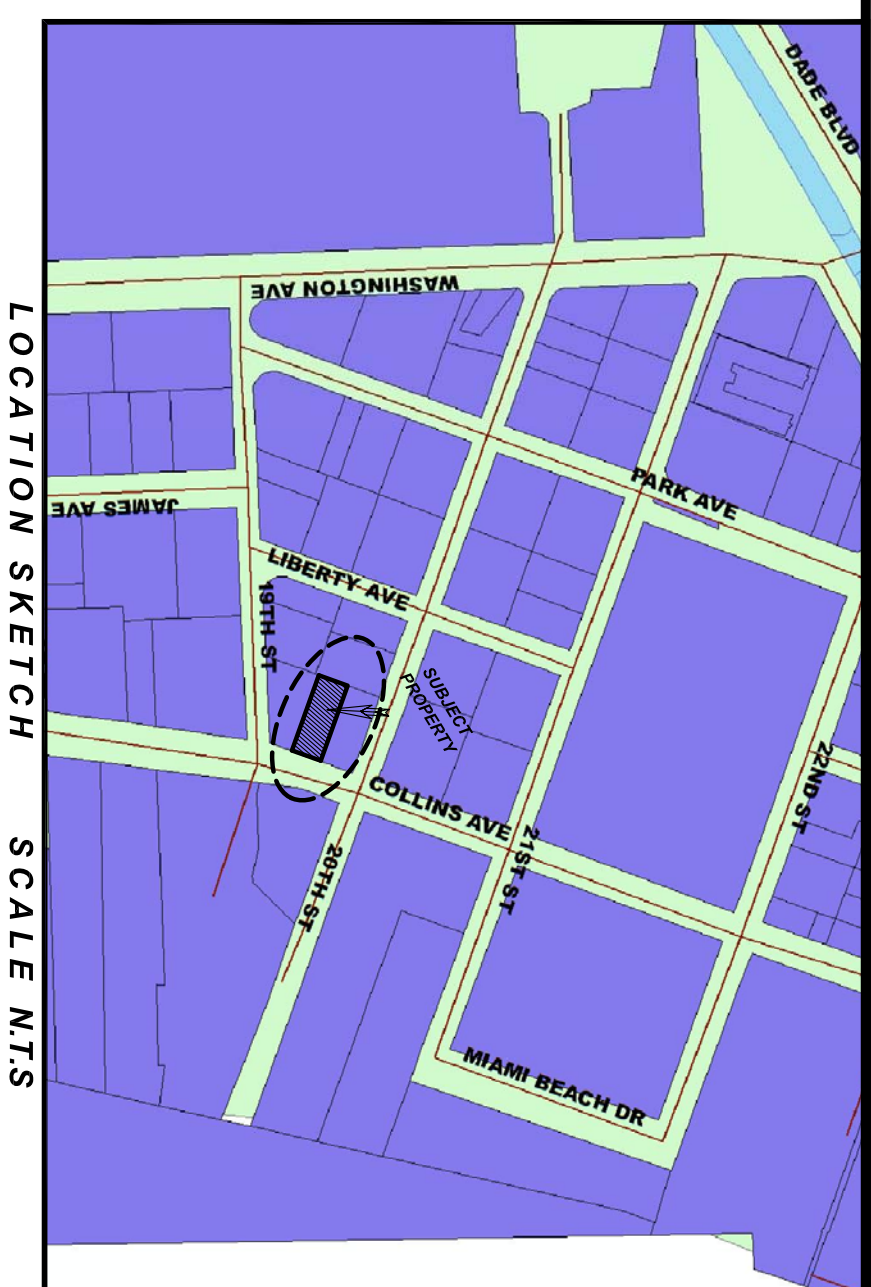 DADE BLVD
WASHINGTON AVE
PARK AVE
JAMES AVE
LIBERTY AVE
19TH ST
SUBJECT
PROPERTY
COLLINS AVE
22ND ST
21ST ST
20TH ST
MIAMI BEACH DR
LOCATION SKETCH SCALE N.T.S